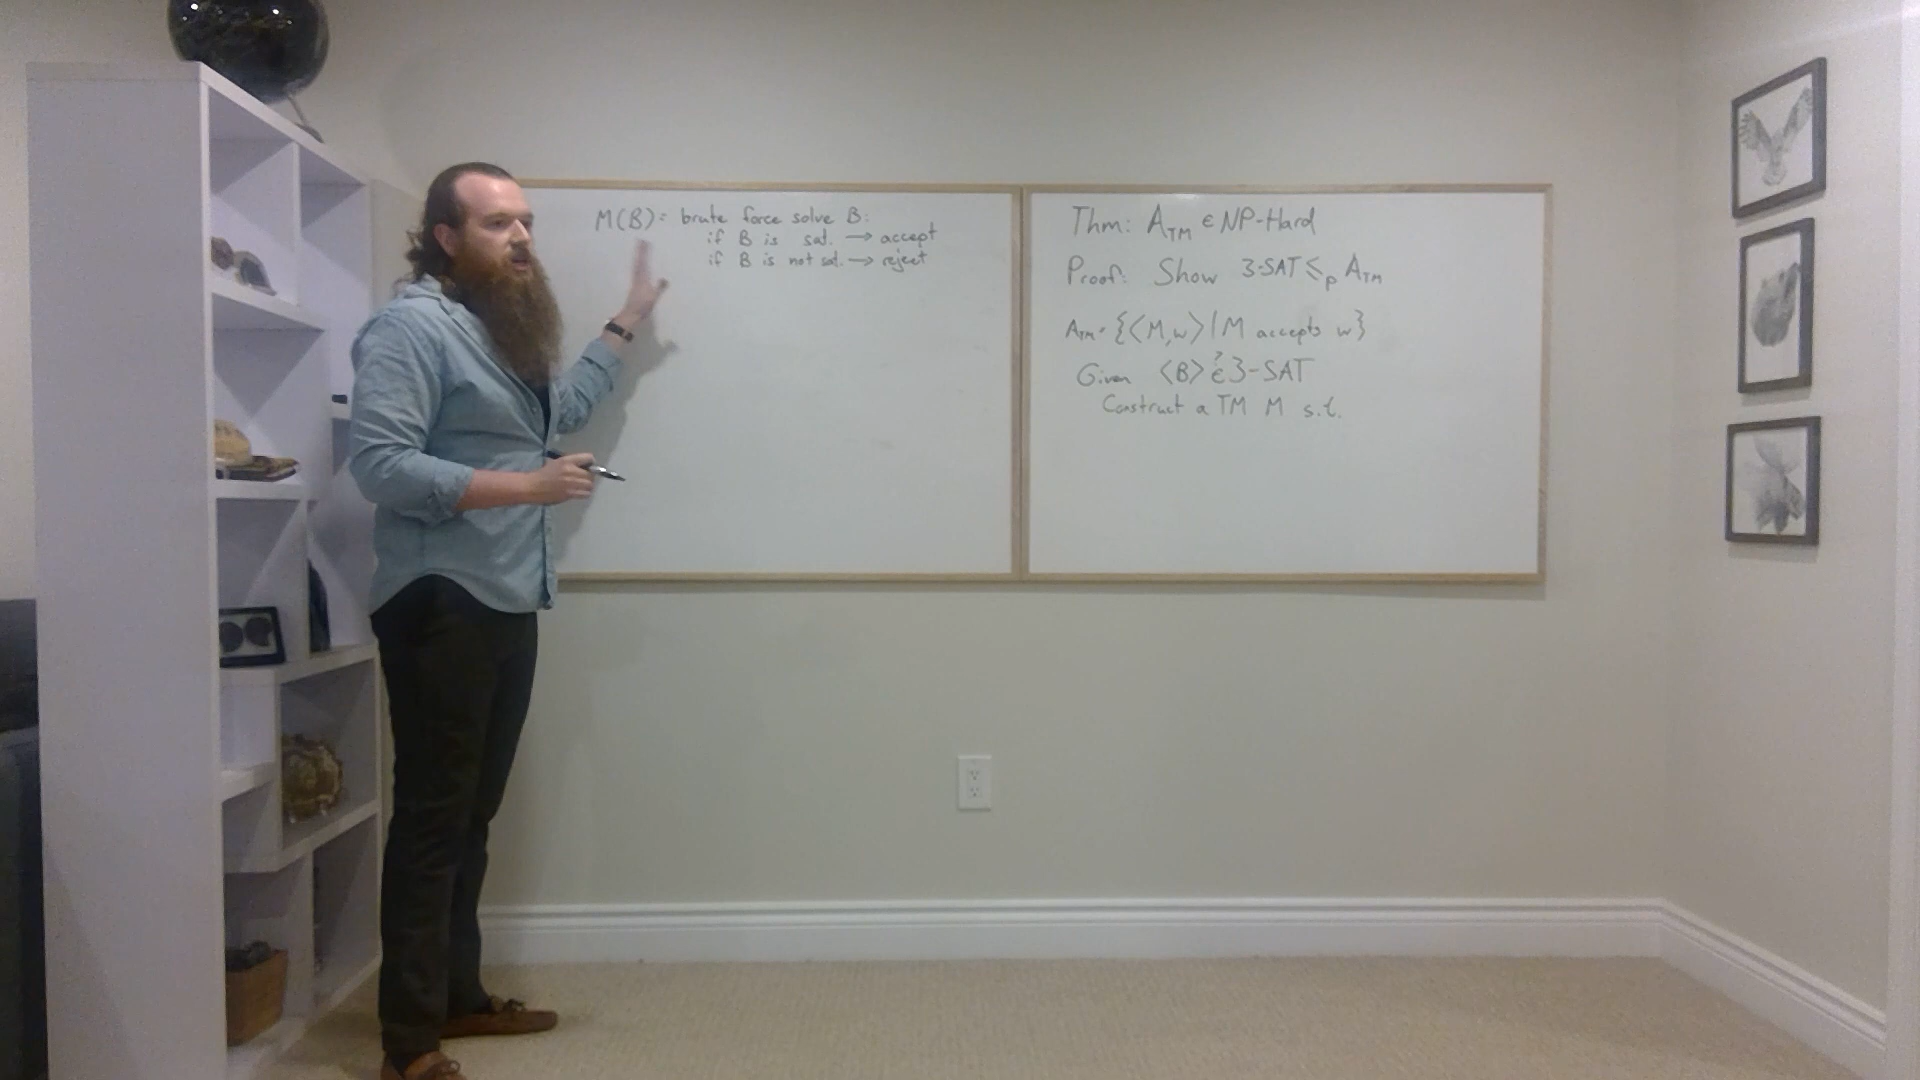 M(B)= brute force solve B:
if B is sat. → accept
if B is not sat. → reject
Thm: A_TM ∈ NP-Hard
Proof: Show 3-SAT ≤p A_TM
A_TM = {<M,w> | M accepts w}
Given <B> ?∈ 3-SAT
Construct a TM M s.t.